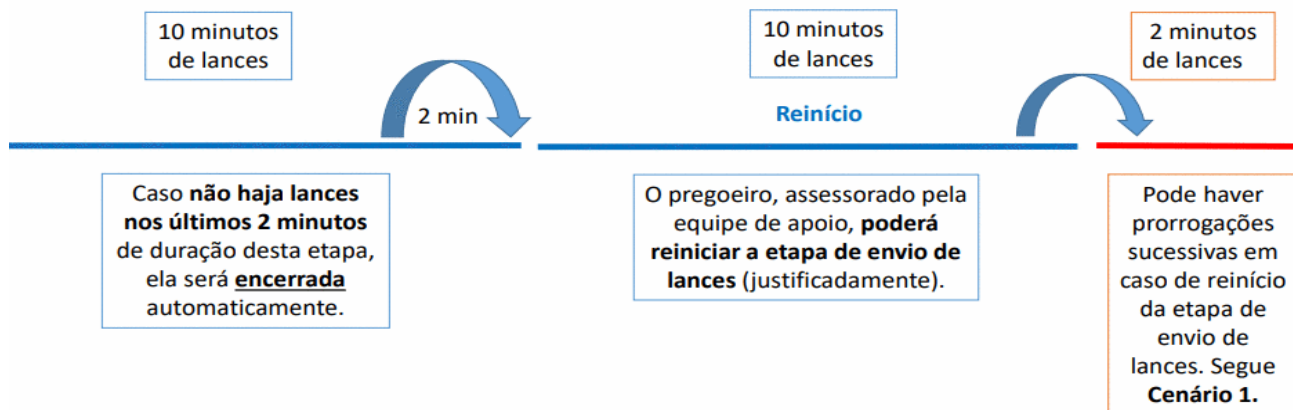 10 minutos
de lances
2 min
Caso não haja lances
nos últimos 2 minutos
de duração desta etapa,
ela será encerrada
automaticamente.
10 minutos
de lances
Reinício
O pregoeiro, assessorado pela
equipe de apoio, poderá
reiniciar a etapa de envio de
lances (justificadamente).
2 minutos
de lances
Pode haver
prorrogações
sucessivas em
caso de reinício
da etapa de
envio de
lances. Segue
Cenário 1.